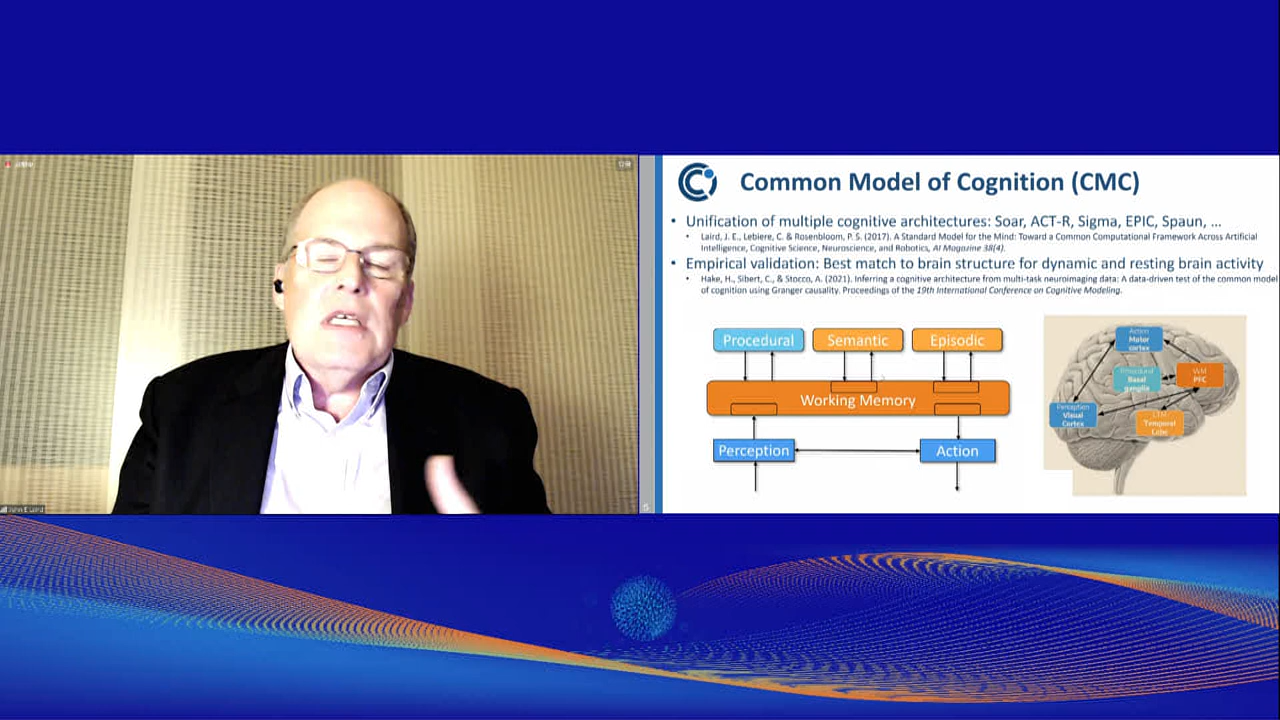 John E Laird
Common Model of Cognition (CMC)
• Unification of multiple cognitive architectures: Soar, ACT-R, Sigma, EPIC, Spaun, ...
• Laird, J. E., Lebiere, C. & Rosenbloom, P. S. (2017). A Standard Model for the Mind: Toward a Common Computational Framework Across Artificial
Intelligence, Cognitive Science, Neuroscience, and Robotics, AI Magazine 38(4).
• Empirical validation: Best match to brain structure for dynamic and resting brain activity
• Hake, H., Sibert, C., & Stocco, A. (2021). Inferring a cognitive architecture from multi-task neuroimaging data: A data-driven test of the common model
of cognition using Granger causality. Proceedings of the 19th International Conference on Cognitive Modeling.
Procedural
Semantic
Episodic
Working Memory
Perception
Action
Action
Motor
cortex
Procedural
Basal
ganglia
WM
PFC
Perception
Visual
Cortex
LTM
Temporal
Lobe